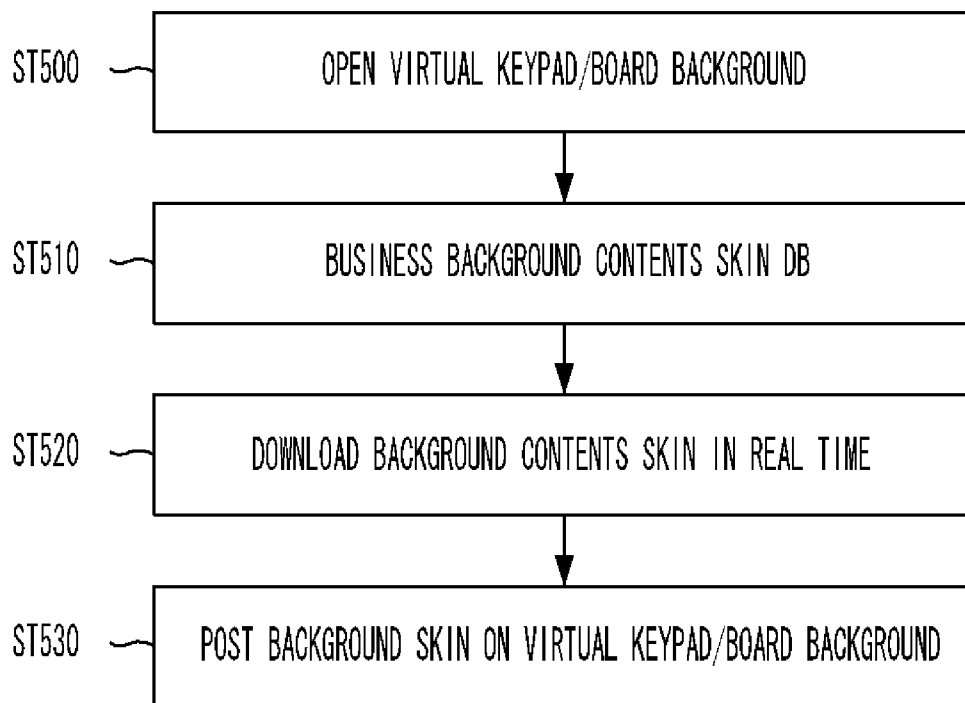 ST500 OPEN VIRTUAL KEYPAD/BOARD BACKGROUND
ST510 BUSINESS BACKGROUND CONTENTS SKIN DB
ST520 DOWNLOAD BACKGROUND CONTENTS SKIN IN REAL TIME
ST530 POST BACKGROUND SKIN ON VIRTUAL KEYPAD/BOARD BACKGROUND